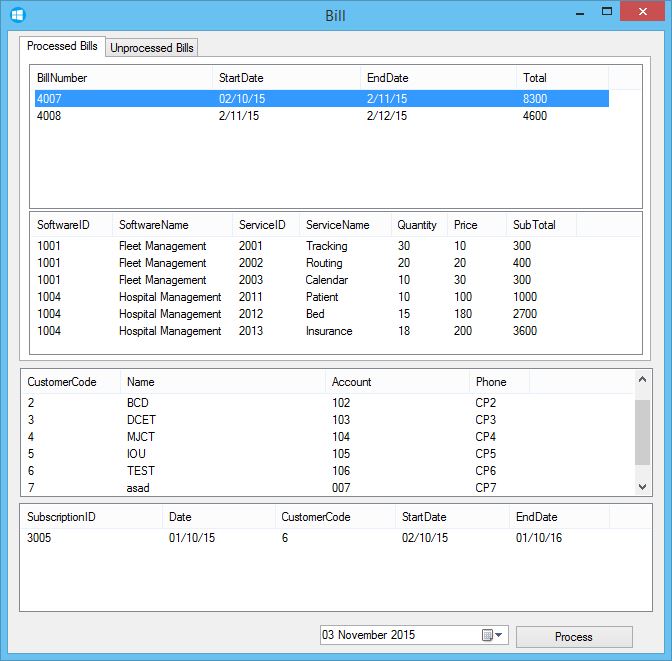 Bill
Processed Bills Unprocessed Bills
BillNumber StartDate EndDate Total
4007 02/10/15 2/11/15 8300
4008 2/11/15 2/12/15 4600
SoftwareID SoftwareName ServiceID ServiceName Quantity Price SubTotal
1001 Fleet Management 2001 Tracking 30 10 300
1001 Fleet Management 2002 Routing 20 20 400
1001 Fleet Management 2003 Calendar 10 30 300
1004 Hospital Management 2011 Patient 10 100 1000
1004 Hospital Management 2012 Bed 15 180 2700
1004 Hospital Management 2013 Insurance 18 200 3600
CustomerCode Name Account Phone
2 BCD 102 CP2
3 DCET 103 CP3
4 MJCT 104 CP4
5 IOU 105 CP5
6 TEST 106 CP6
7 asad 007 CP7
SubscriptionID Date CustomerCode StartDate EndDate
3005 01/10/15 6 02/10/15 01/10/16
03 November 2015 Process